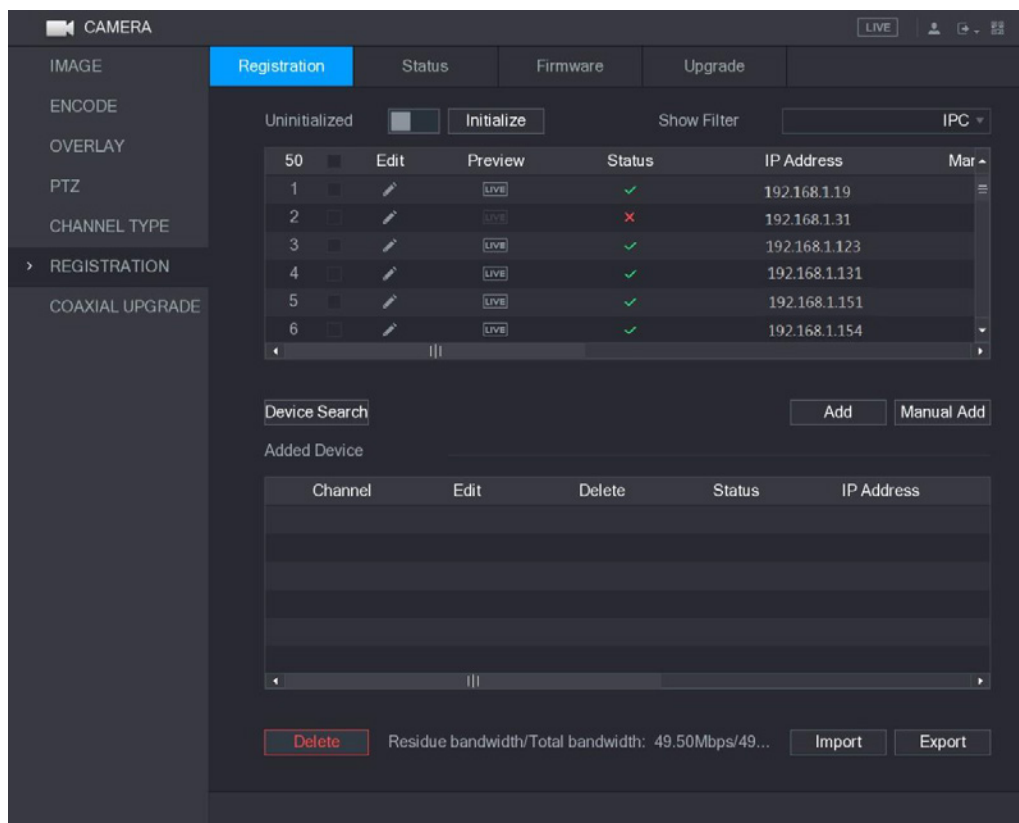 CAMERA LIVE
IMAGE Registration Status Firmware Upgrade
ENCODE
Uninitialized Initialize Show Filter IPC
OVERLAY
50 Edit Preview Status IP Address Mar
PTZ
1 LIVE 192.168.1.19
2 LIVE 192.168.1.31
CHANNEL TYPE
3 LIVE 192.168.1.123
REGISTRATION
4 LIVE 192.168.1.131
5 LIVE 192.168.1.151
COAXIAL UPGRADE
6 LIVE 192.168.1.154
Device Search Add Manual Add
Added Device
Channel Edit Delete Status IP Address
Delete Residue bandwidth/Total bandwidth: 49.50Mbps/49... Import Export